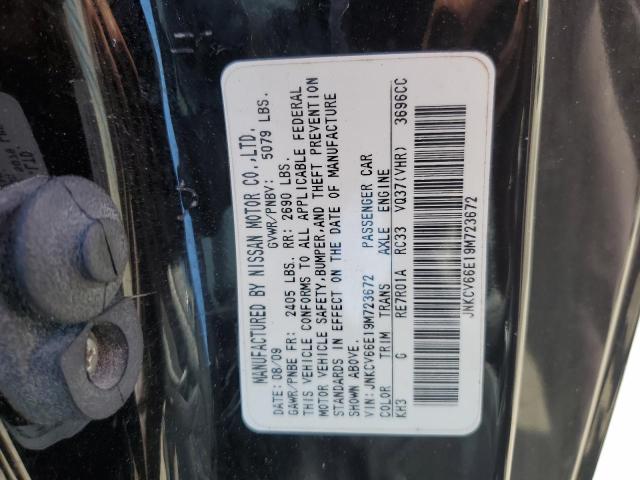 MANUFACTURED BY NISSAN MOTOR CO.,LTD.
DATE: 08/09 GVWR/PNBV: 5079 LBS.
GAWR/PNBE FR: 2405 LBS. RR: 2690 LBS.
THIS VEHICLE CONFORMS TO ALL APPLICABLE FEDERAL
MOTOR VEHICLE SAFETY,BUMPER,AND THEFT PREVENTION
STANDARDS IN EFFECT ON THE DATE OF MANUFACTURE
SHOWN ABOVE.
VIN: JNKCV66E19M723672 PASSENGER CAR
COLOR TRIM TRANS AXLE ENGINE
KH3 G RE7R01A RC33 VQ37(VHR) 3696CC
JNKCV66E19M723672